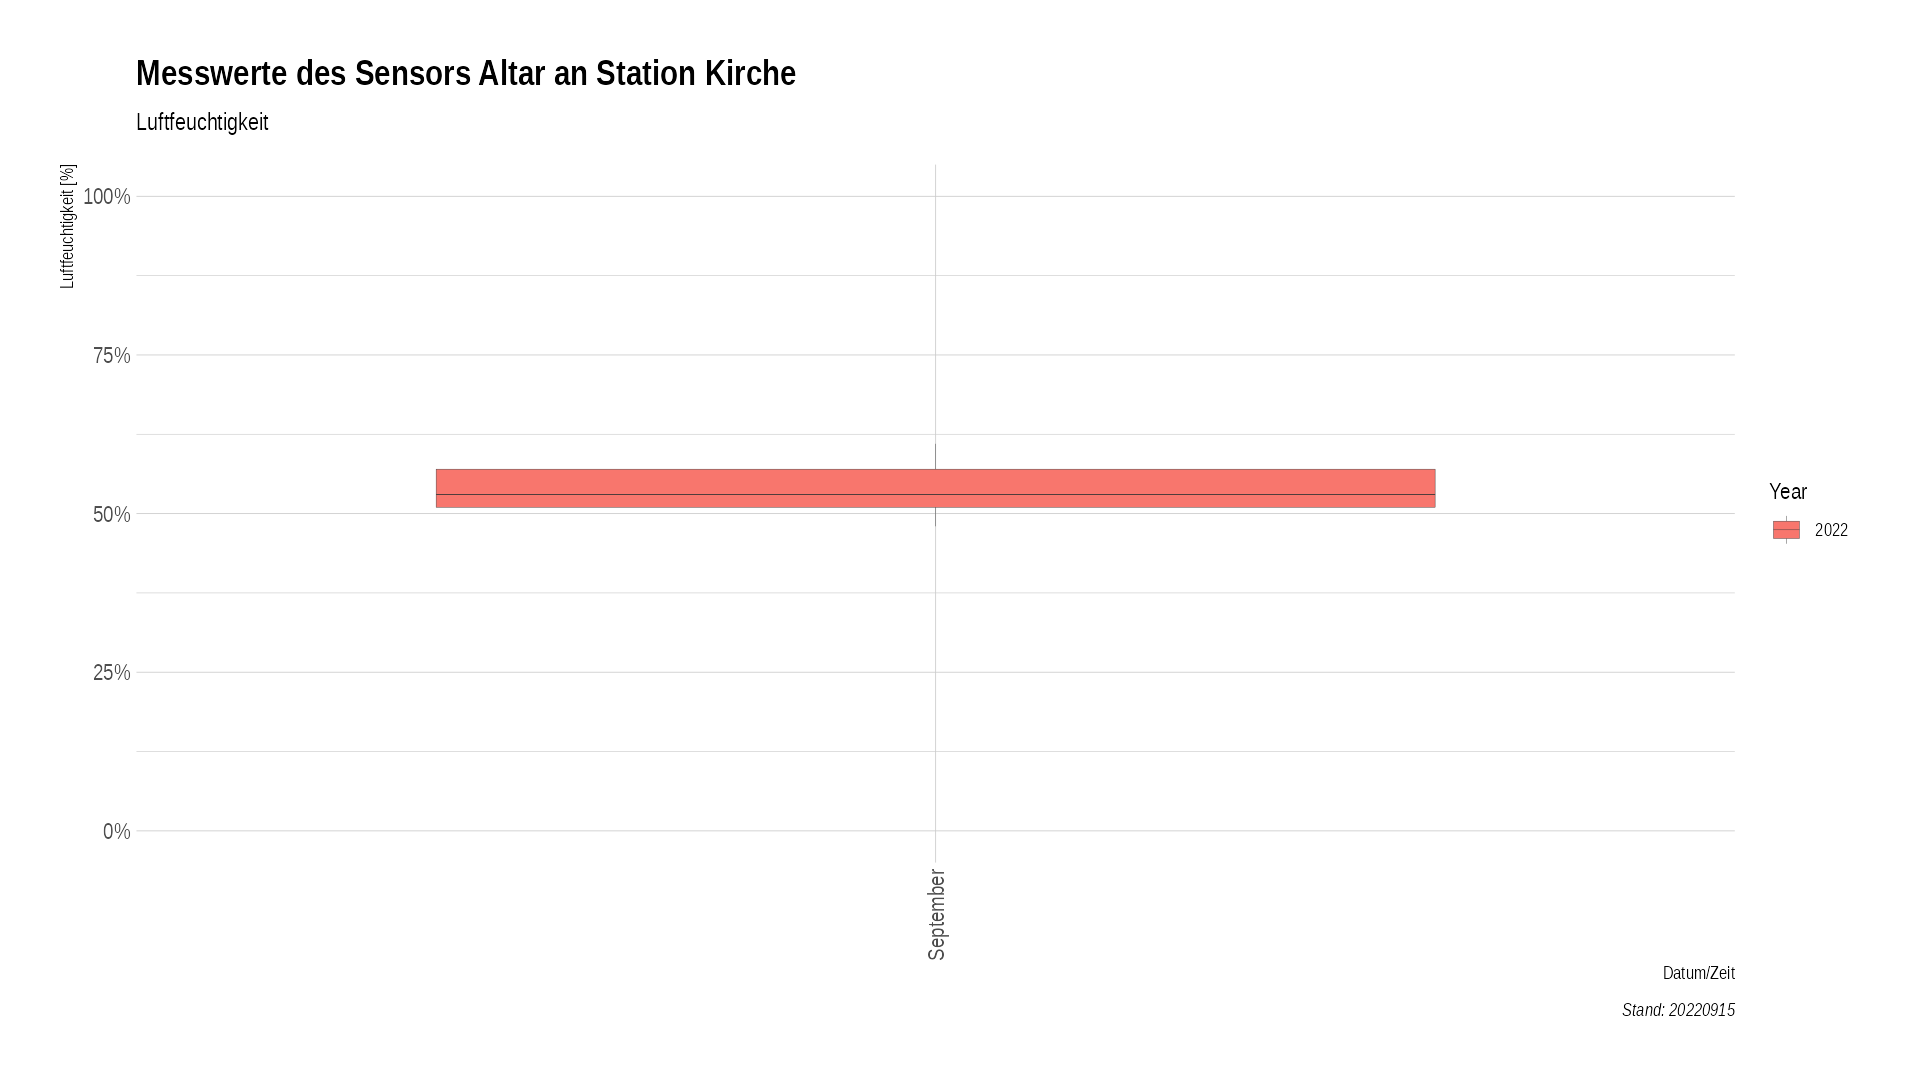 Messwerte des Sensors Altar an Station Kirche
Luftfeuchtigkeit
Luftfeuchtigkeit [%]
100%
75%
50%
25%
0%
September
Datum/Zeit
Stand: 20220915
Year
2022